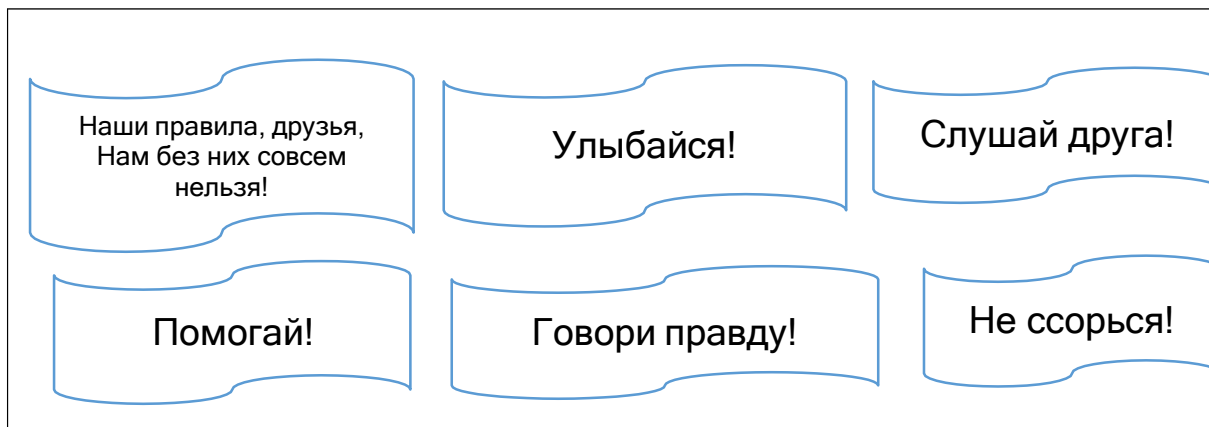 Наши правила, друзья,
Нам без них совсем
нельзя!
Улыбайся!
Слушай друга!
Помогай!
Говори правду!
Не ссорься!